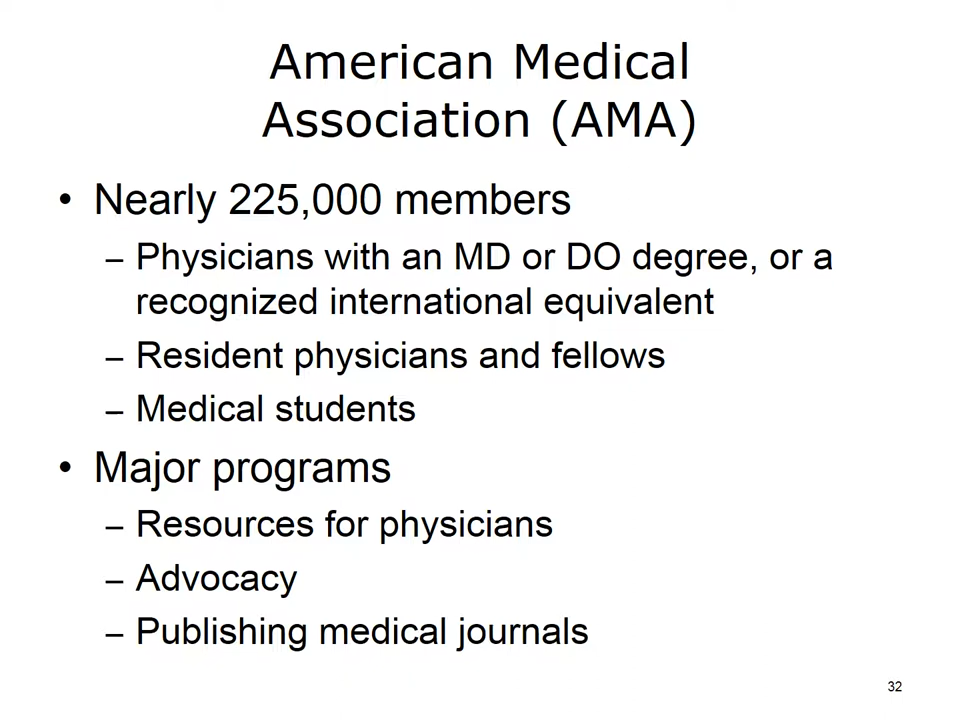 American Medical
Association (AMA)
• Nearly 225,000 members
– Physicians with an MD or DO degree, or a
recognized international equivalent
– Resident physicians and fellows
– Medical students
• Major programs
– Resources for physicians
– Advocacy
– Publishing medical journals
32